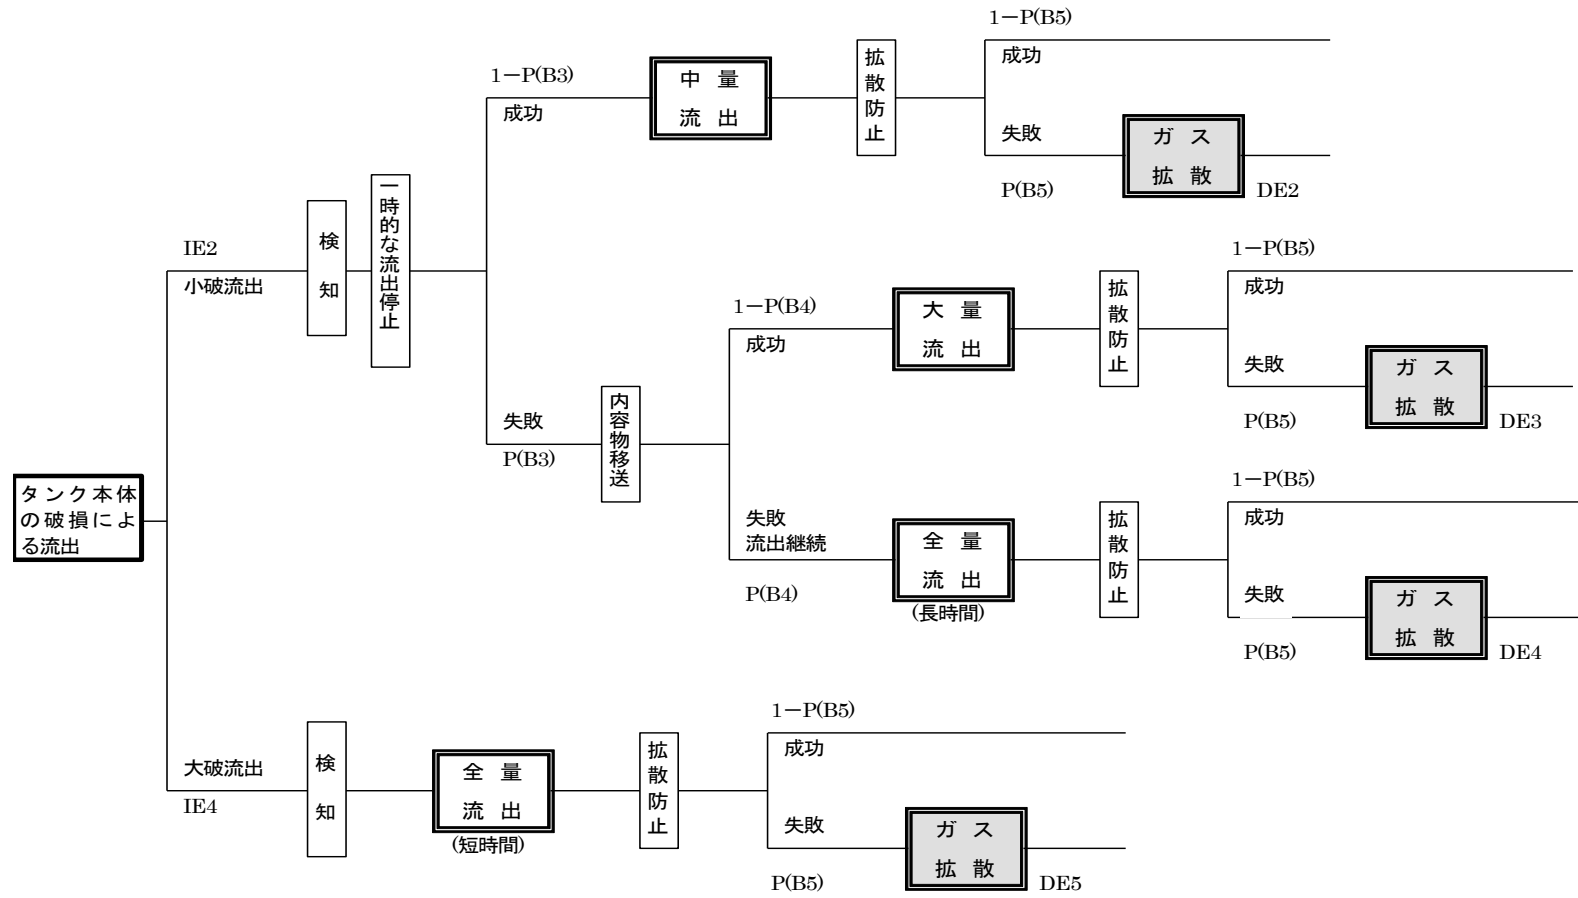 1－P(B5)
成功
失敗
P(B5)
ガ ス
拡 散
DE2
1－P(B3)
成功
中 量
流 出
拡散防止
IE2
小破流出
検知
一時的な流出停止
失敗
P(B3)
内容物移送
1－P(B4)
成功
大 量
流 出
拡散防止
1－P(B5)
成功
失敗
P(B5)
ガ ス
拡 散
DE3
失敗
流出継続
P(B4)
全 量
流 出
(長時間)
拡散防止
1－P(B5)
成功
失敗
P(B5)
ガ ス
拡 散
DE4
タンク本体
の破損によ
る流出
大破流出
IE4
検知
全 量
流 出
(短時間)
拡散防止
1－P(B5)
成功
失敗
P(B5)
ガ ス
拡 散
DE5